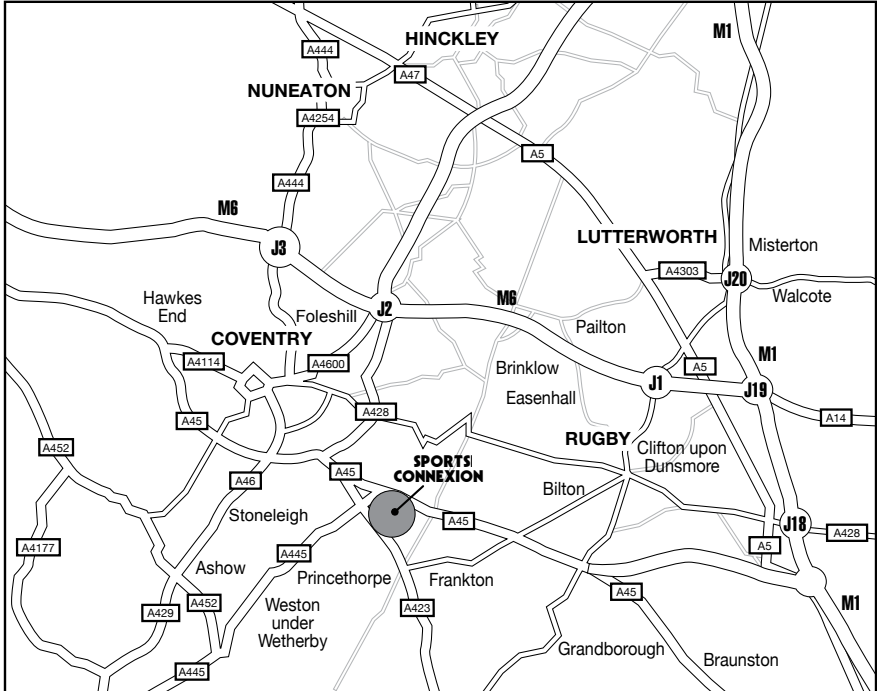 HINCKLEY
M1
A444
A47
NUNEATON
A4254
A5
A444
M6
LUTTERWORTH
J3
Misterton
A4303
J20
Hawkes
End
M6
Walcote
Foleshill
J2
Pailton
COVENTRY
M1
A4114
A4600
Brinklow
A5
J1
J19
Easenhall
A45
A428
A14
RUGBY
A452
Clifton upon
Dunsmore
SPORTS
CONNEXION
A45
A46
Bilton
Stoneleigh
A45
J18
A428
A4177
A445
A5
Ashow
Princethorpe
Frankton
A45
A429
A452
Weston
under
Wetherby
A423
M1
Grandborough
Braunston
A445